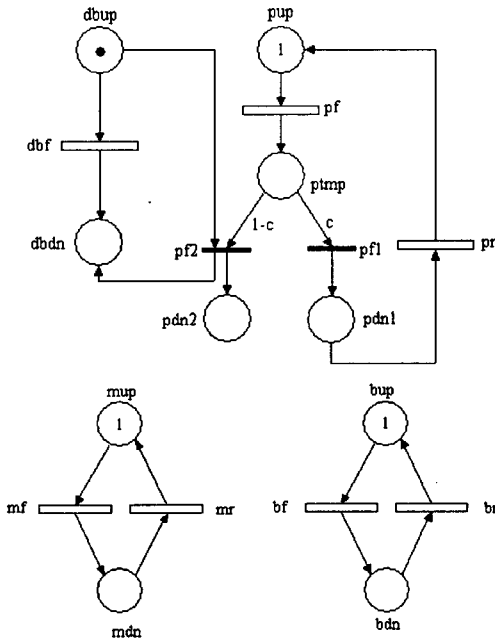 dbup pup
1
pf
dbf
ptmp
1-c c
dbdn pf2 pf1 pr
pdn2 pdn1
mup bup
1 1
mf mr bf br
mdn bdn